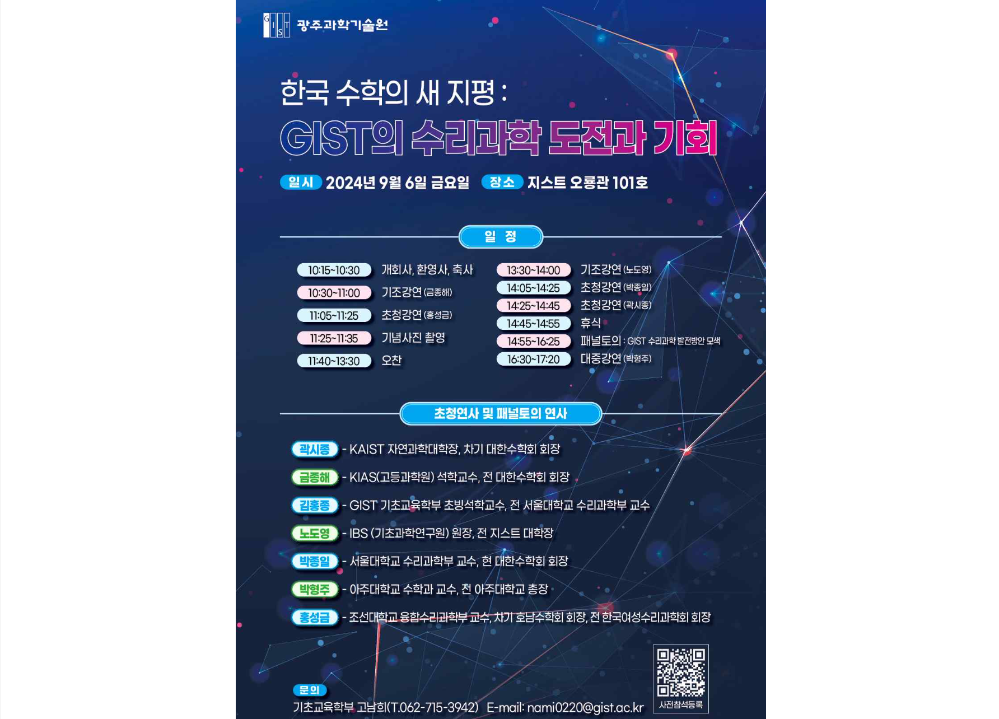 GIST 광주과학기술원
한국 수학의 새 지평 :
GIST의 수리과학 도전과 기회
일시 2024년 9월 6일 금요일 장소 지스트 오룡관 101호
일 정
10:15~10:30 개회사, 환영사, 축사
10:30~11:00 기조강연 (금종해)
11:05~11:25 초청강연 (홍성금)
11:25~11:35 기념사진 촬영
11:40~13:30 오찬
13:30~14:00 기조강연 (노도영)
14:05~14:25 초청강연 (박종일)
14:25~14:45 초청강연 (곽시종)
14:45~14:55 휴식
14:55~16:25 패널토의 : GIST 수리과학 발전방안 모색
16:30~17:20 대중강연 (박형주)
초청연사 및 패널토의 연사
곽시종 - KAIST 자연과학대학장, 차기 대한수학회 회장
금종해 - KIAS(고등과학원) 석학교수, 전 대한수학회 회장
김홍종 - GIST 기초교육학부 초빙석학교수, 전 서울대학교 수리과학부 교수
노도영 - IBS (기초과학연구원) 원장, 전 지스트 대학장
박종일 - 서울대학교 수리과학부 교수, 현 대한수학회 회장
박형주 - 아주대학교 수학과 교수, 전 아주대학교 총장
홍성금 - 조선대학교 융합수리과학부 교수, 차기 호남수학회 회장, 전 한국여성수리과학회 회장
문의
기초교육학부 고남희(T.062-715-3942) E-mail: nami0220@gist.ac.kr
사전참석등록